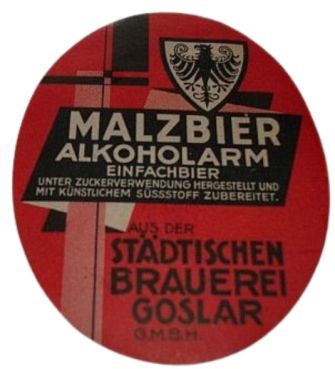 MALZBIER
ALKOHOLARM
EINFACHBIER
UNTER ZUCKERVERWENDUNG HERGESTELLT UND
MIT KÜNSTLICHEM SÜSSSTOFF ZUBEREITET.
AUS DER
STÄDTISCHEN
BRAUEREI
GOSLAR
G.M.B.H.